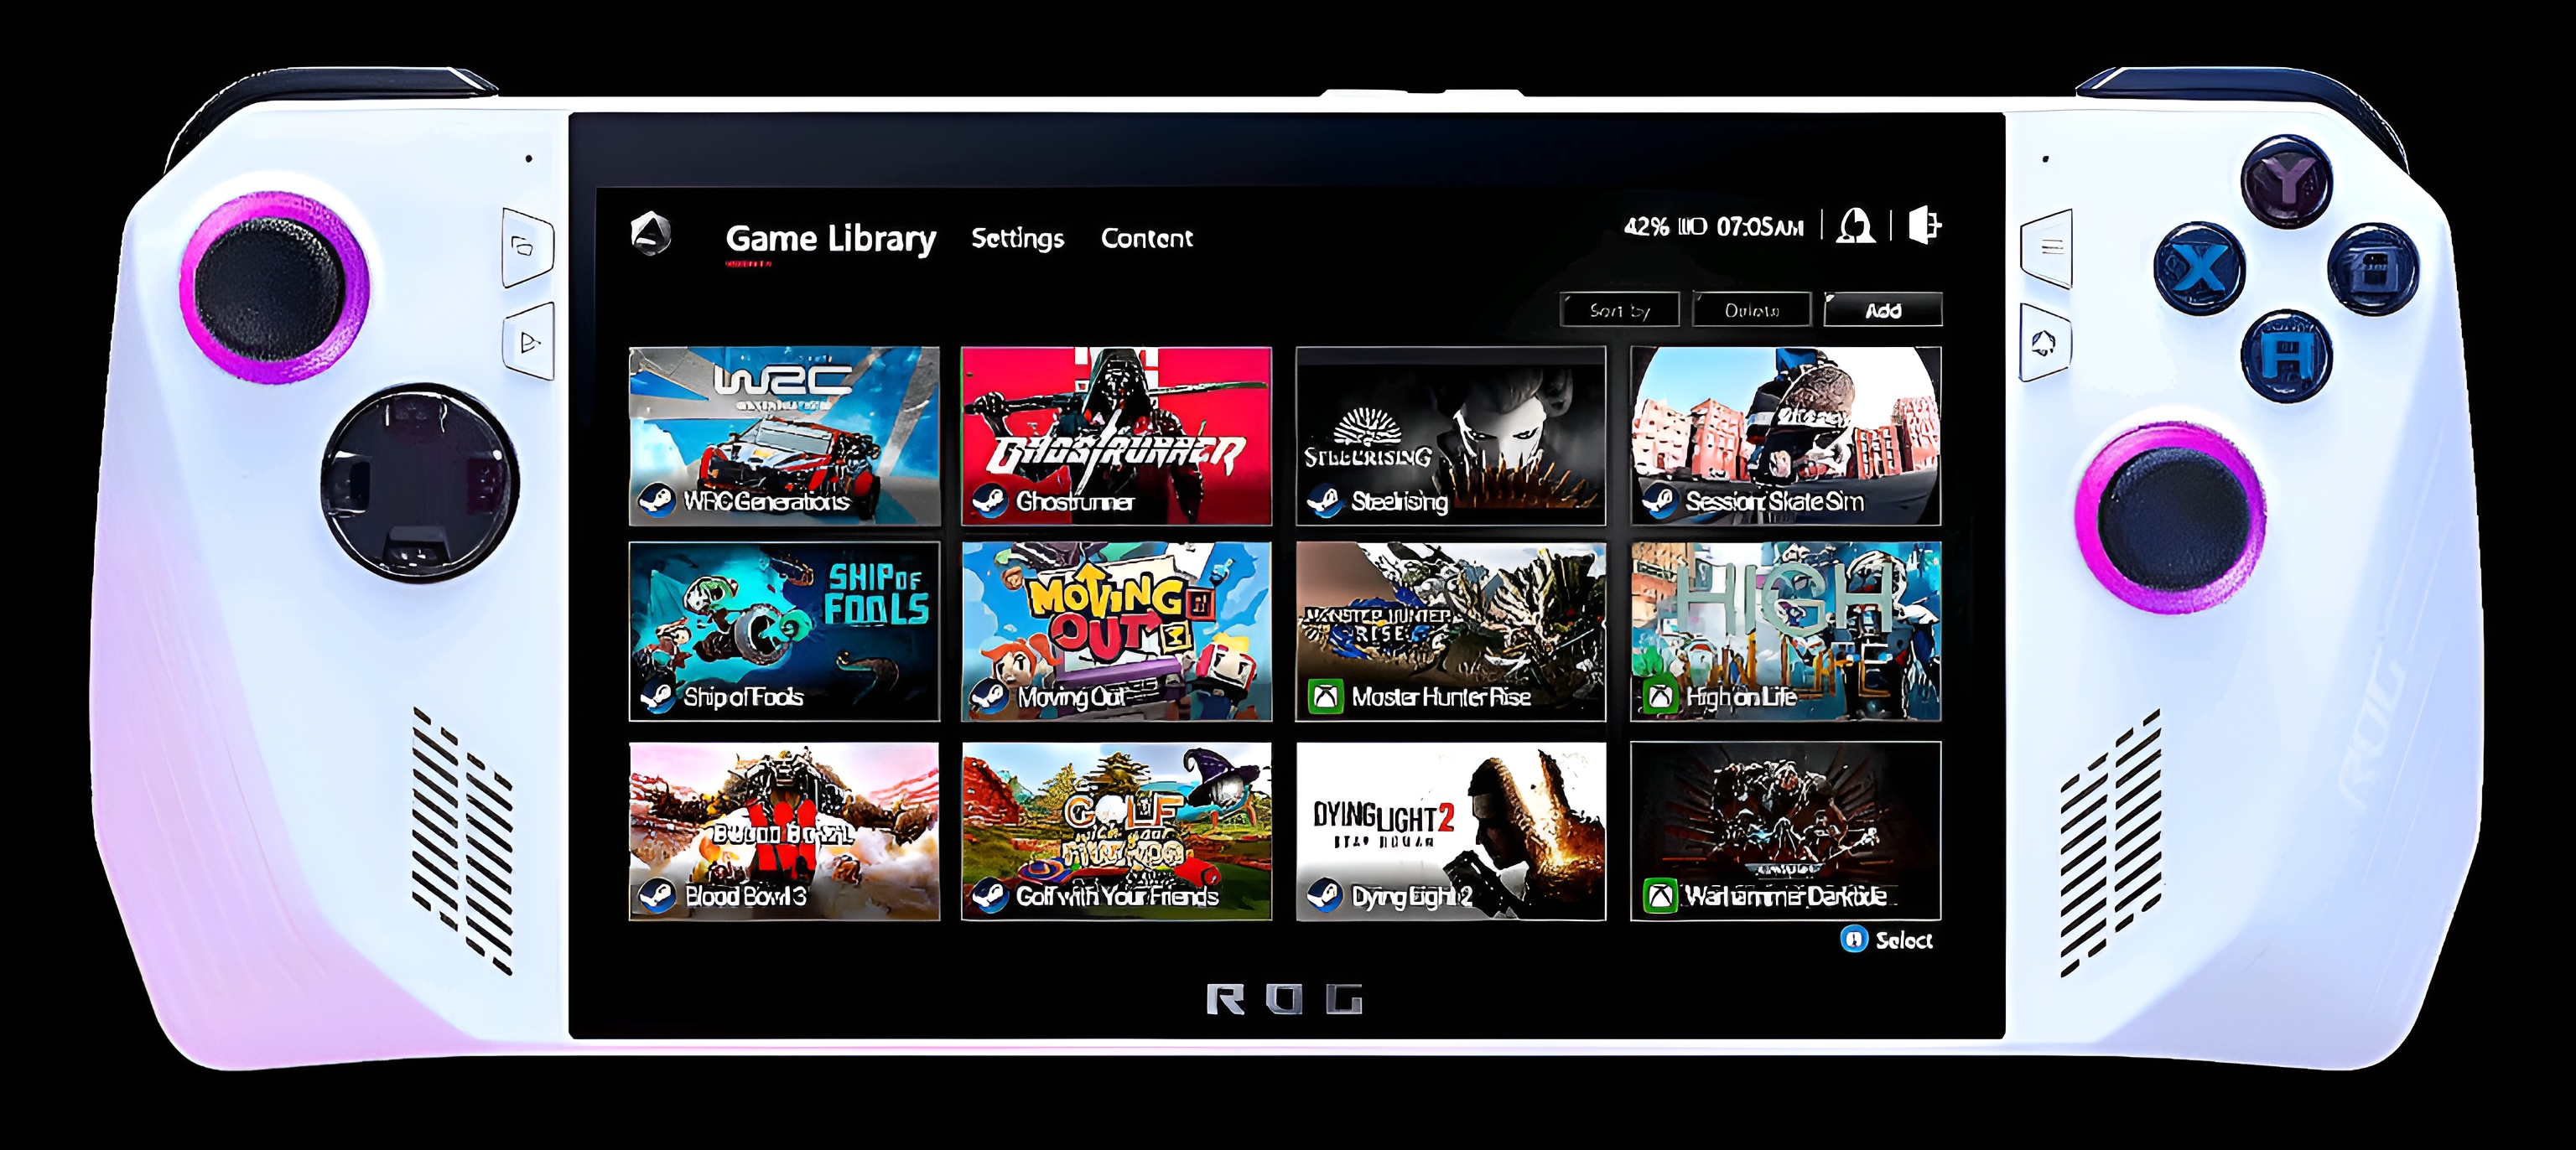 Game Library Settings Content
42% 07:05AM
Sort by Delete Add
WRC
GHOSTRUNNER
STEELRISING
WRC Generations
Ghostrunner
Steelrising
Session: Skate Sim
SHIP OF
FOOLS
MOVING
OUT
MONSTER HUNTER
RISE
HIGH
ON LIFE
Ship of Fools
Moving Out
Moster Hunter Rise
High on Life
BLOOD BOWL
GOLF
WITH YOUR
FRIENDS
DYING LIGHT 2
STAY HUMAN
Blood Bowl 3
Golf with Your Friends
Dying Light 2
Warhammer Darktide
Select
ROG
Y
X
A
ROG